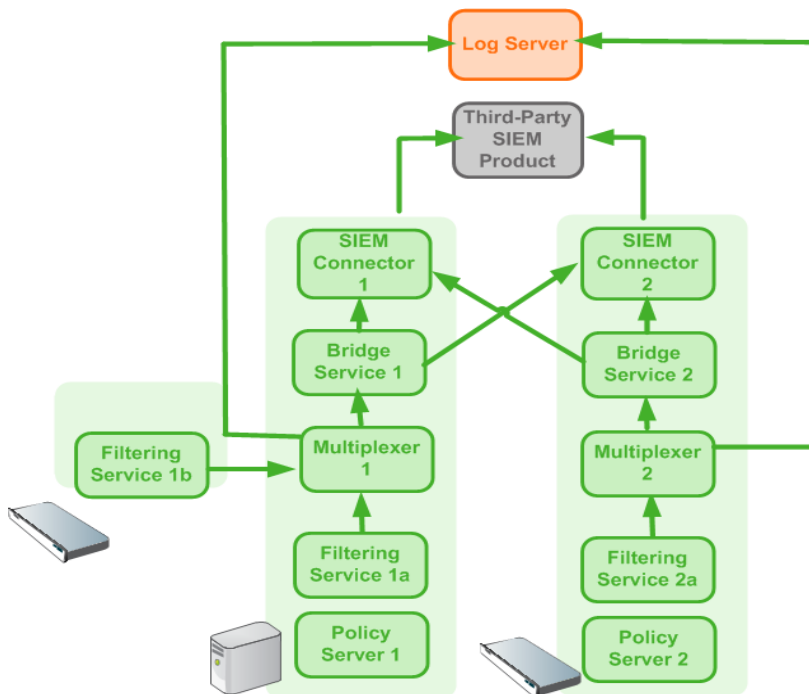 Log Server
Third-Party
SIEM
Product
SIEM
Connector
1
SIEM
Connector
2
Bridge
Service 1
Bridge
Service 2
Filtering
Service 1b
Multiplexer
1
Multiplexer
2
Filtering
Service 1a
Filtering
Service 2a
Policy
Server 1
Policy
Server 2